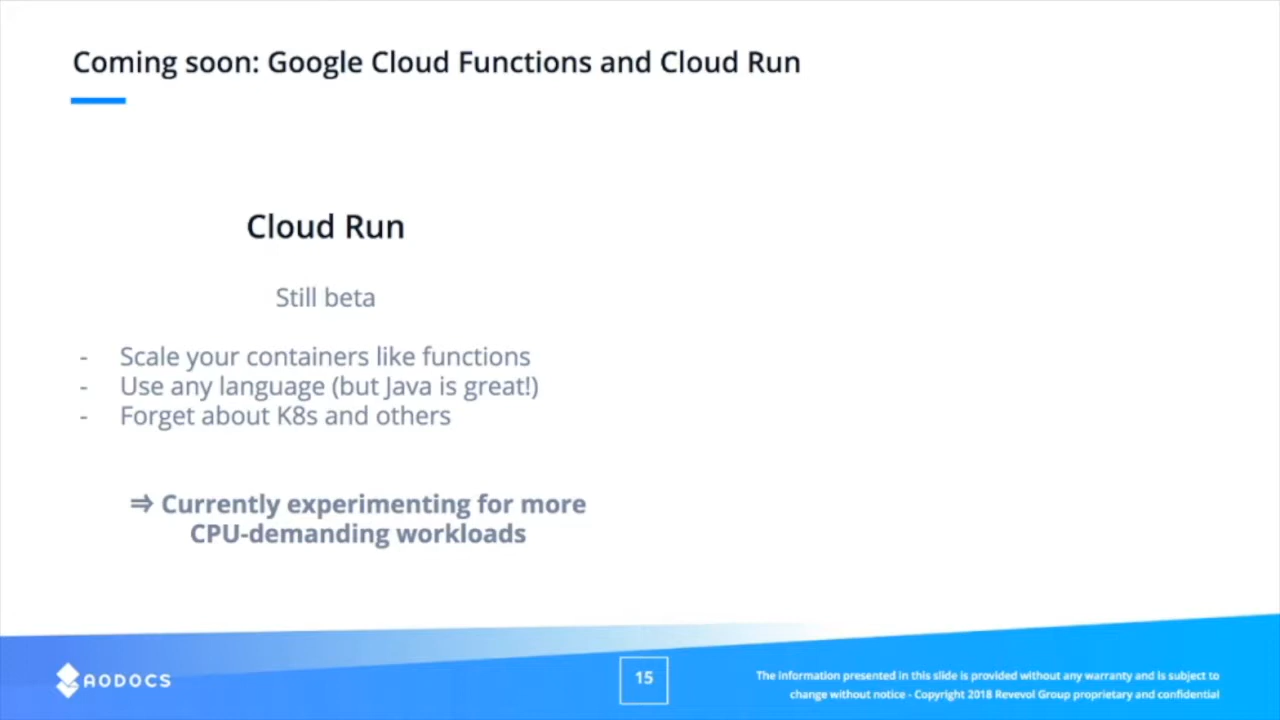 Coming soon: Google Cloud Functions and Cloud Run
Cloud Run
Still beta
- Scale your containers like functions
- Use any language (but Java is great!)
- Forget about K8s and others
⇒ Currently experimenting for more
CPU-demanding workloads
AODOCS
15
The information presented in this slide is provided without any warranty and is subject to
change without notice - Copyright 2018 Revevol Group proprietary and confidential